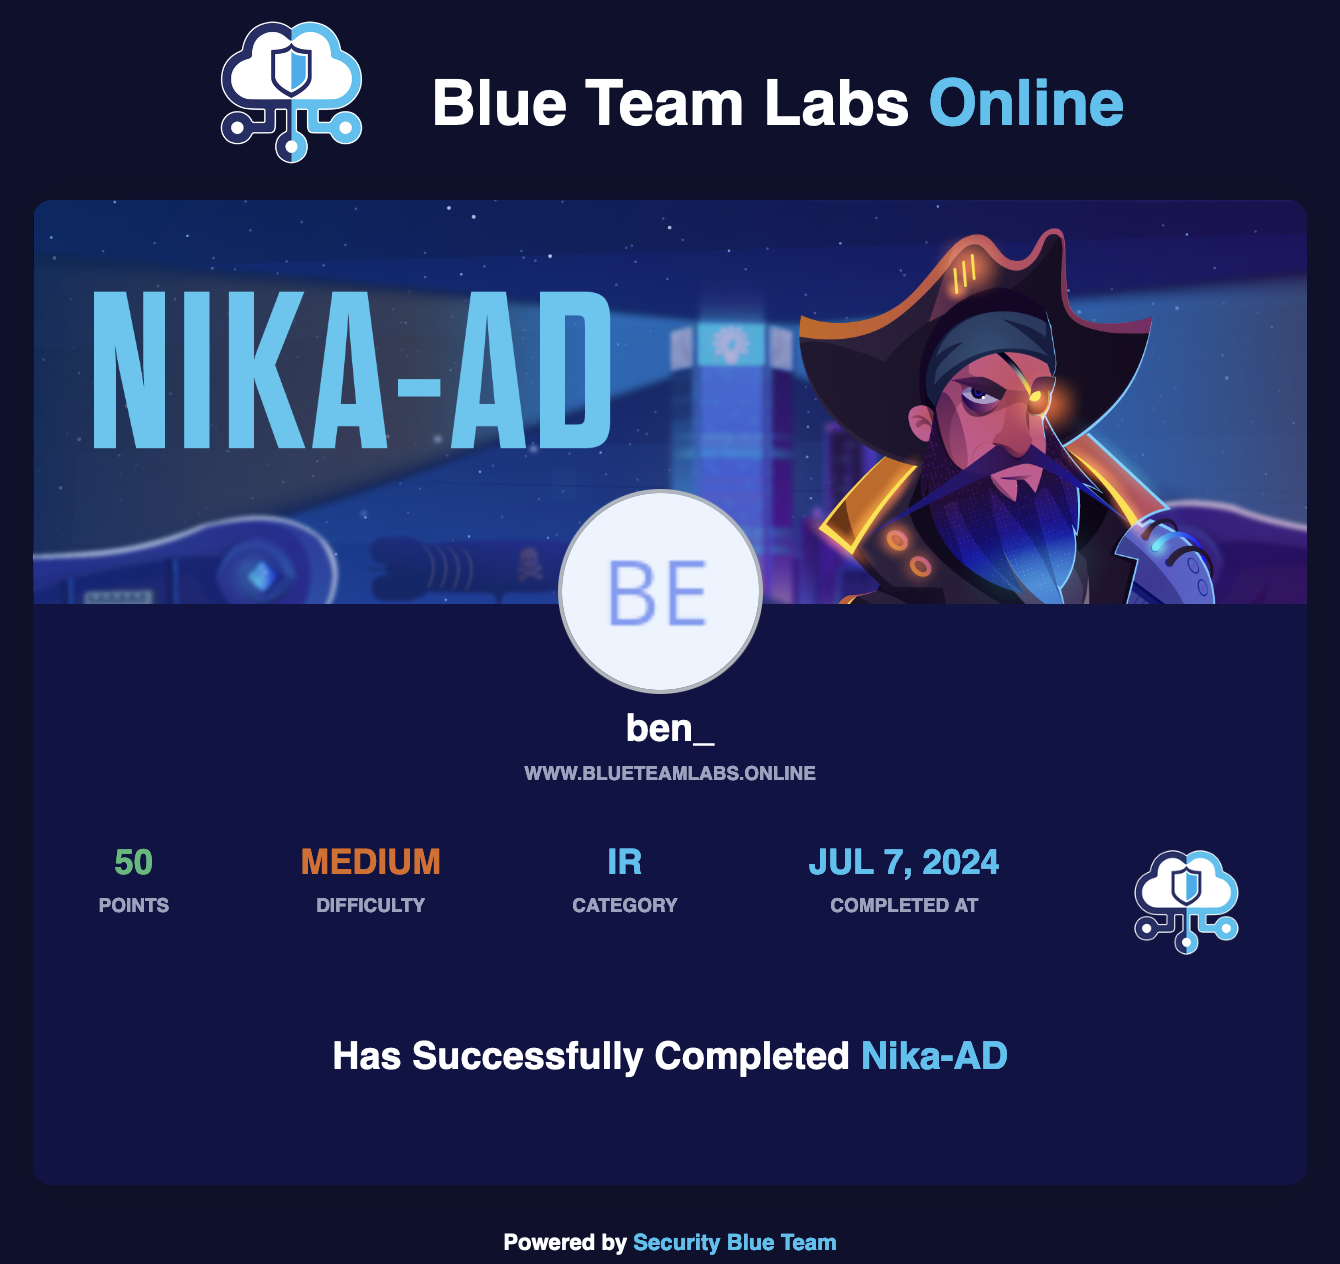 Blue Team Labs Online
NIKA-AD
BE
ben_
WWW.BLUETEAMLABS.ONLINE
50 MEDIUM IR JUL 7, 2024
POINTS DIFFICULTY CATEGORY COMPLETED AT
Has Successfully Completed Nika-AD
Powered by Security Blue Team